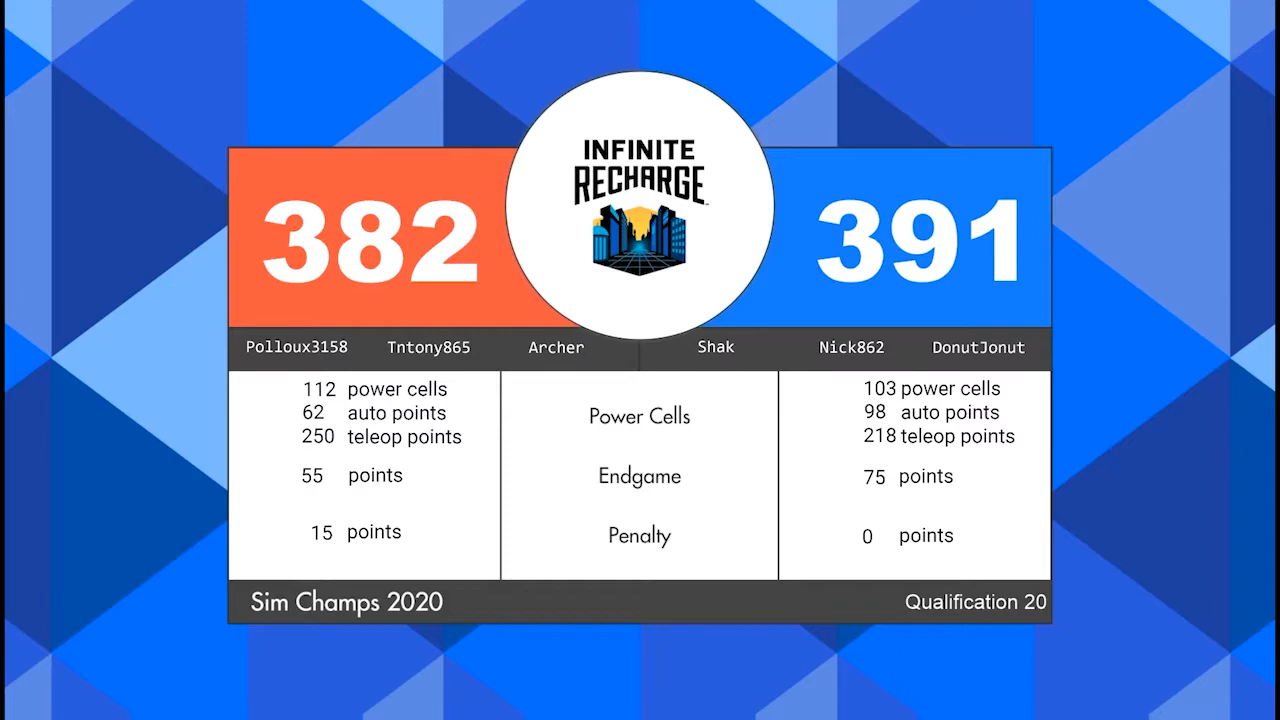 INFINITE
RECHARGE
382
391
Polloux3158 Tntony865 Archer Shak Nick862 DonutJonut
112 power cells
62 auto points
250 teleop points
Power Cells
103 power cells
98 auto points
218 teleop points
55 points
Endgame
75 points
15 points
Penalty
0 points
Sim Champs 2020
Qualification 20